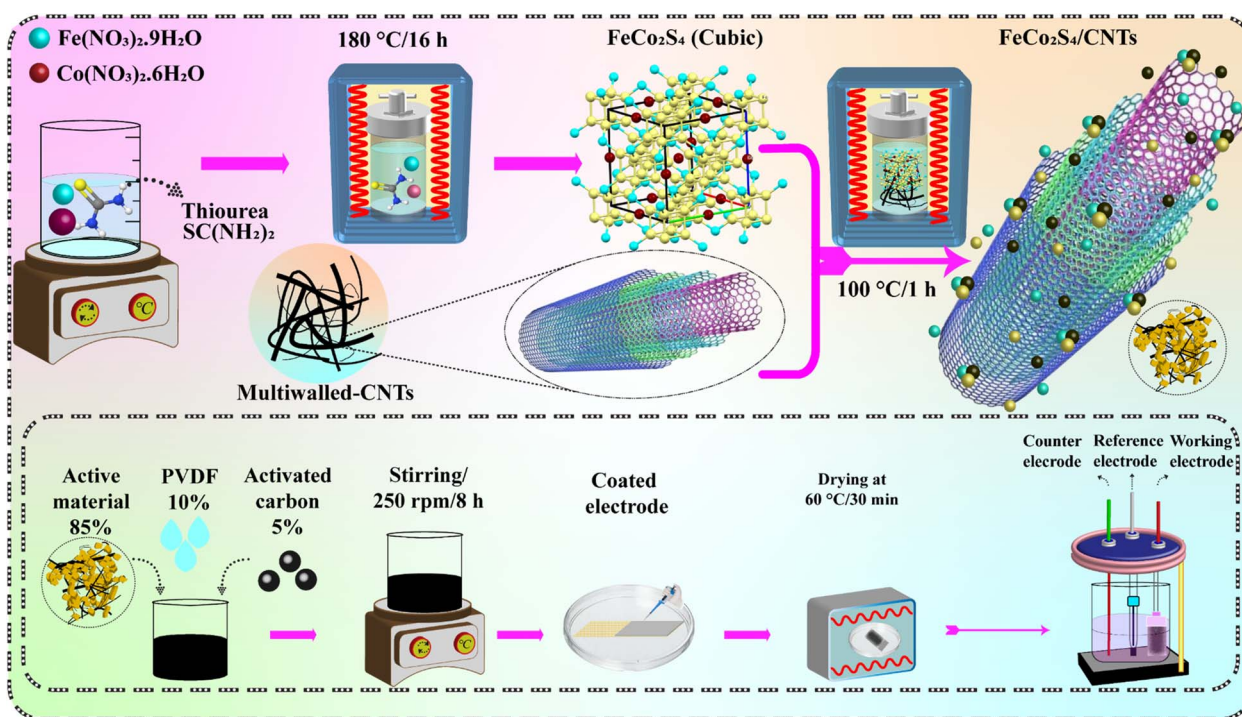 Fe(NO₃)₂.9H₂O
Co(NO₃)₂.6H₂O
180 °C/16 h
FeCo₂S₄ (Cubic)
FeCo₂S₄/CNTs
Thiourea
SC(NH₂)₂
°C
100 °C/1 h
Multiwalled-CNTs
Active
material
85%
PVDF
10%
Activated
carbon
5%
Stirring/
250 rpm/8 h
°C
Coated
electrode
Drying at
60 °C/30 min
Counter
elecrode
Reference
electrode
Working
electrode